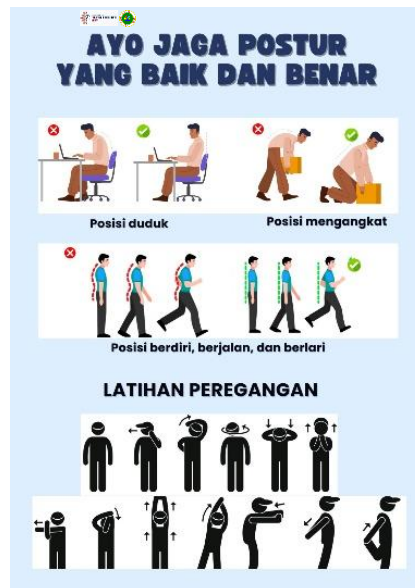 AYO JAGA POSTUR
YANG BAIK DAN BENAR
Posisi duduk
Posisi mengangkat
Posisi berdiri, berjalan, dan berlari
LATIHAN PEREGANGAN